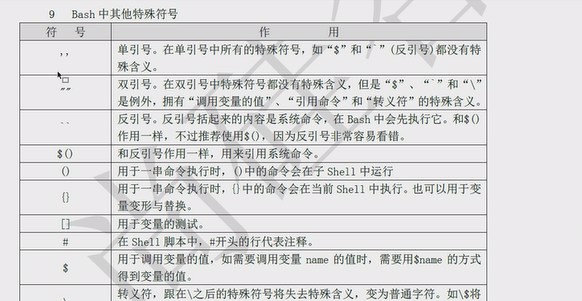 9 Bash 中其他特殊符号
符 号 作 用
'' 单引号。在单引号中所有的特殊符号，如“$”和“`”(反引号)都没有特
殊含义。
"" 双引号。在双引号中特殊符号都没有特殊含义，但是“$”、“`”和“\”
是例外，拥有“调用变量的值”、“引用命令”和“转义符”的特殊含义。
`` 反引号。反引号括起来的内容是系统命令，在 Bash 中会先执行它。和$()
作用一样，不过推荐使用$()，因为反引号非常容易看错。
$() 和反引号作用一样，用来引用系统命令。
() 用于一串命令执行时，()中的命令会在子 Shell 中运行
{} 用于一串命令执行时，{}中的命令会在当前 Shell 中执行。也可以用于变
量变形与替换。
[] 用于变量的测试。
# 在 Shell 脚本中，#开头的行代表注释。
$ 用于调用变量的值，如需要调用变量 name 的值时，需要用$name 的方式
得到变量的值。
\ 转义符，跟在\之后的特殊符号将失去特殊含义，变为普通字符。如\$将